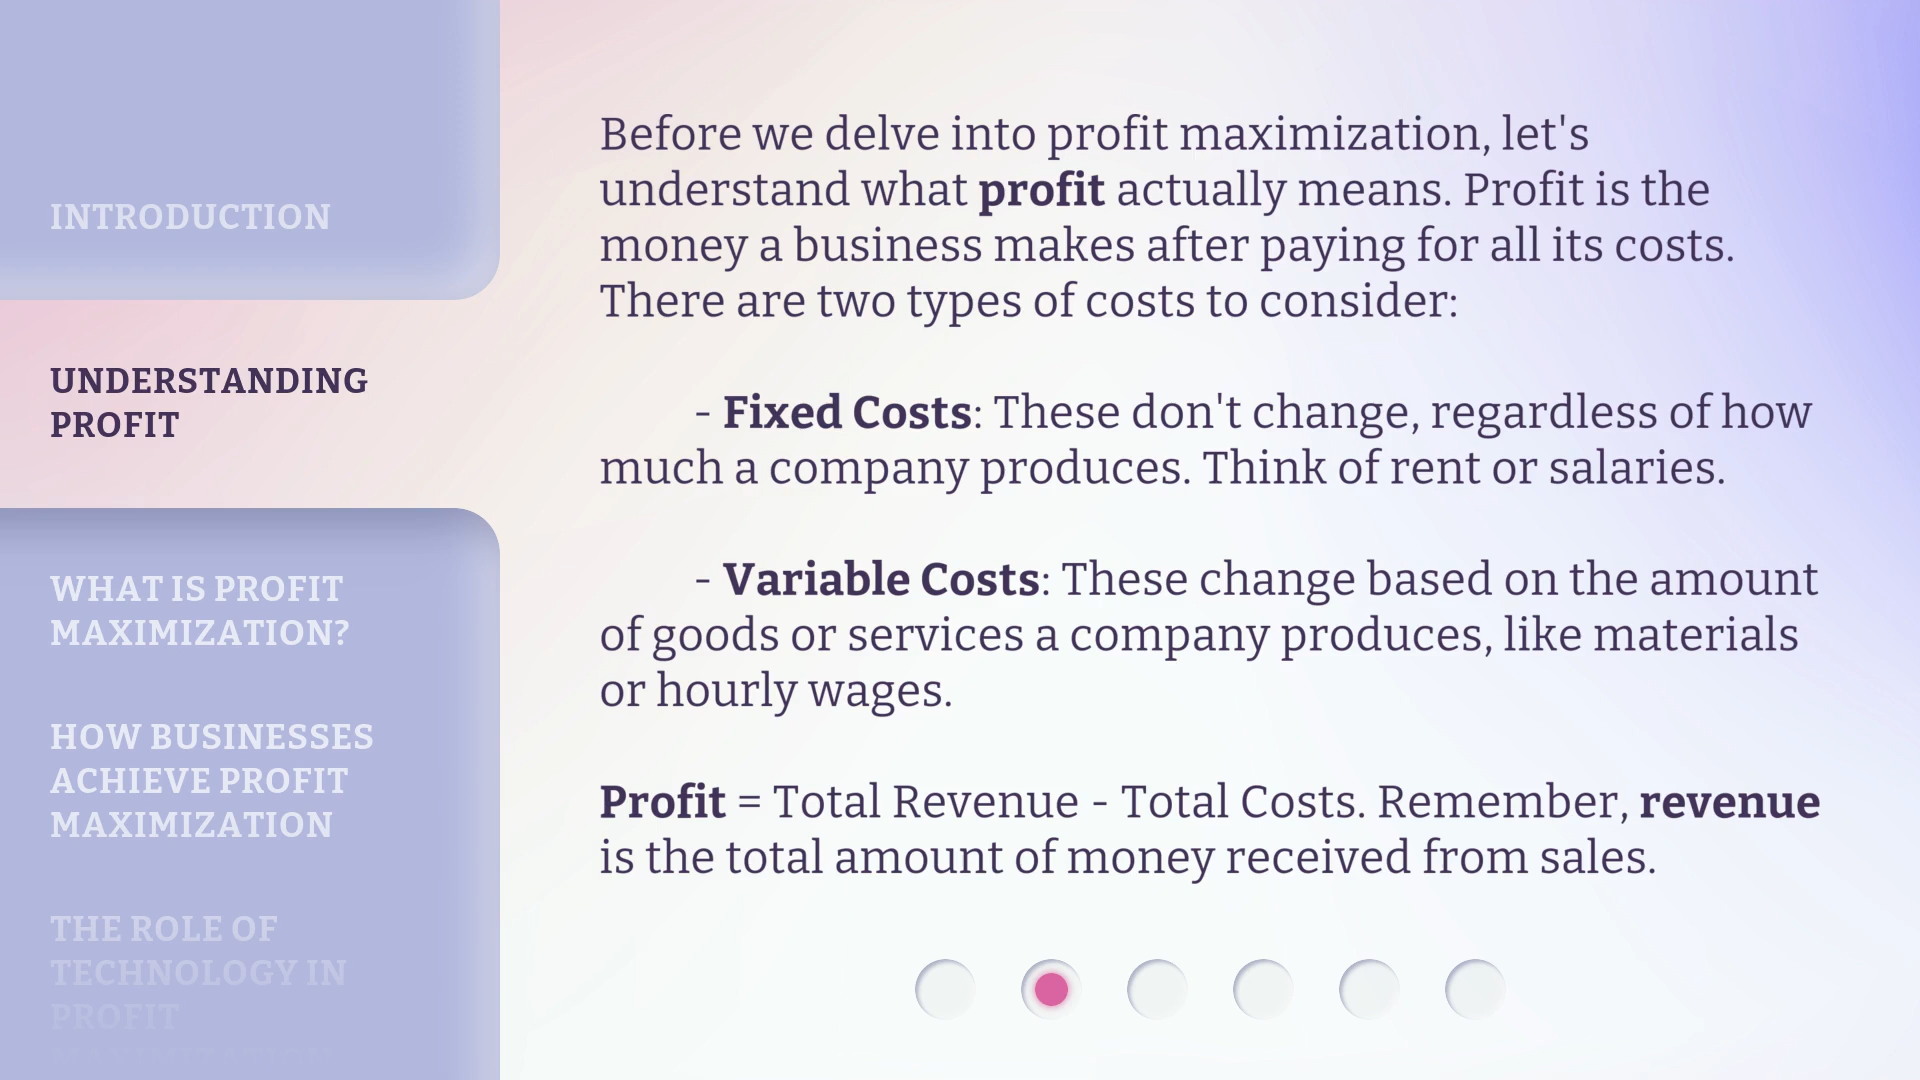 INTRODUCTION
UNDERSTANDING
PROFIT
WHAT IS PROFIT
MAXIMIZATION?
HOW BUSINESSES
ACHIEVE PROFIT
MAXIMIZATION
THE ROLE OF
TECHNOLOGY IN
PROFIT
MAXIMIZATION
Before we delve into profit maximization, let's
understand what profit actually means. Profit is the
money a business makes after paying for all its costs.
There are two types of costs to consider:
- Fixed Costs: These don't change, regardless of how
much a company produces. Think of rent or salaries.
- Variable Costs: These change based on the amount
of goods or services a company produces, like materials
or hourly wages.
Profit = Total Revenue - Total Costs. Remember, revenue
is the total amount of money received from sales.